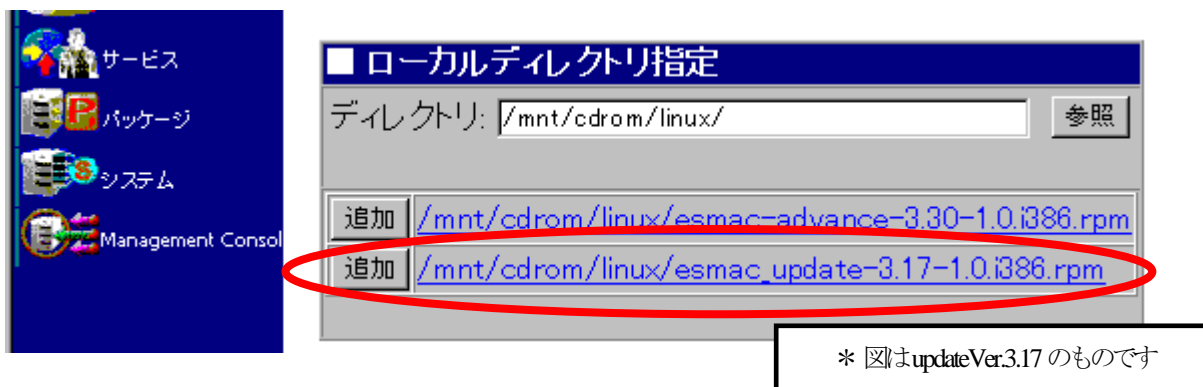 サービス
パッケージ
システム
Management Consol
■ ローカルディレクトリ指定
ディレクトリ: /mnt/cdrom/linux/ 参照
追加 /mnt/cdrom/linux/esmac-advance-3.30-1.0.i386.rpm
追加 /mnt/cdrom/linux/esmac_update-3.17-1.0.i386.rpm
＊ 図はupdateVer.3.17 のものです